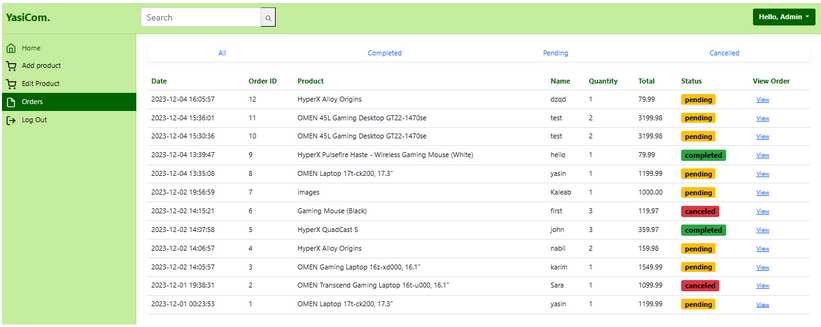 YasiCom.
Search
Hello, Admin
Home
Add product
Edit Product
Orders
Log Out
All Completed Pending Cancelled
Date Order ID Product Name Quantity Total Status View Order
2023-12-04 16:05:57 12 HyperX Alloy Origins dzqd 1 79.99 pending View
2023-12-04 15:36:01 11 OMEN 45L Gaming Desktop GT22-1470se test 2 3199.98 pending View
2023-12-04 15:30:36 10 OMEN 45L Gaming Desktop GT22-1470se test 2 3199.98 pending View
2023-12-04 13:39:47 9 HyperX Pulsefire Haste - Wireless Gaming Mouse (White) hello 1 79.99 completed View
2023-12-04 13:35:08 8 OMEN Laptop 17t-ck200, 17.3" yasin 1 1199.99 pending View
2023-12-02 19:56:59 7 images Kaleab 1 1000.00 pending View
2023-12-02 14:15:21 6 Gaming Mouse (Black) first 3 119.97 canceled View
2023-12-02 14:07:58 5 HyperX QuadCast S john 3 359.97 completed View
2023-12-02 14:06:57 4 HyperX Alloy Origins nabil 2 159.98 pending View
2023-12-02 14:05:57 3 OMEN Gaming Laptop 16z-xd000, 16.1" karim 1 1549.99 pending View
2023-12-01 19:38:31 2 OMEN Transcend Gaming Laptop 16t-u000, 16.1" Sara 1 1099.99 canceled View
2023-12-01 00:23:53 1 OMEN Laptop 17t-ck200, 17.3" yasin 1 1199.99 pending View